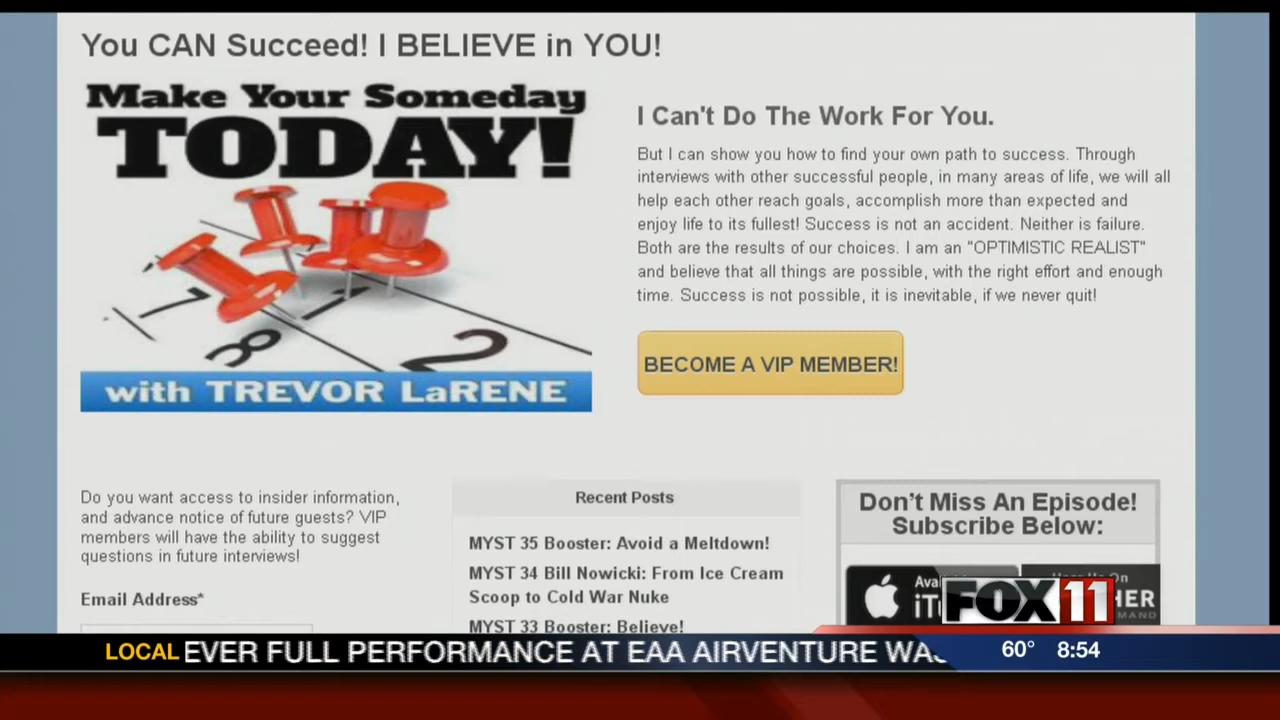 You CAN Succeed! I BELIEVE in YOU!
Make Your Someday
TODAY!
7
1
8
2
with TREVOR LaRENE
I Can't Do The Work For You.
But I can show you how to find your own path to success. Through
interviews with other successful people, in many areas of life, we will all
help each other reach goals, accomplish more than expected and
enjoy life to its fullest! Success is not an accident. Neither is failure.
Both are the results of our choices. I am an "OPTIMISTIC REALIST"
and believe that all things are possible, with the right effort and enough
time. Success is not possible, it is inevitable, if we never quit!
BECOME A VIP MEMBER!
Do you want access to insider information,
and advance notice of future guests? VIP
members will have the ability to suggest
questions in future interviews!
Email Address*
Recent Posts
MYST 35 Booster: Avoid a Meltdown!
MYST 34 Bill Nowicki: From Ice Cream
Scoop to Cold War Nuke
MYST 33 Booster: Believe!
Don't Miss An Episode!
Subscribe Below:
FOX 11
LOCAL EVER FULL PERFORMANCE AT EAA AIRVENTURE WAS
60° 8:54